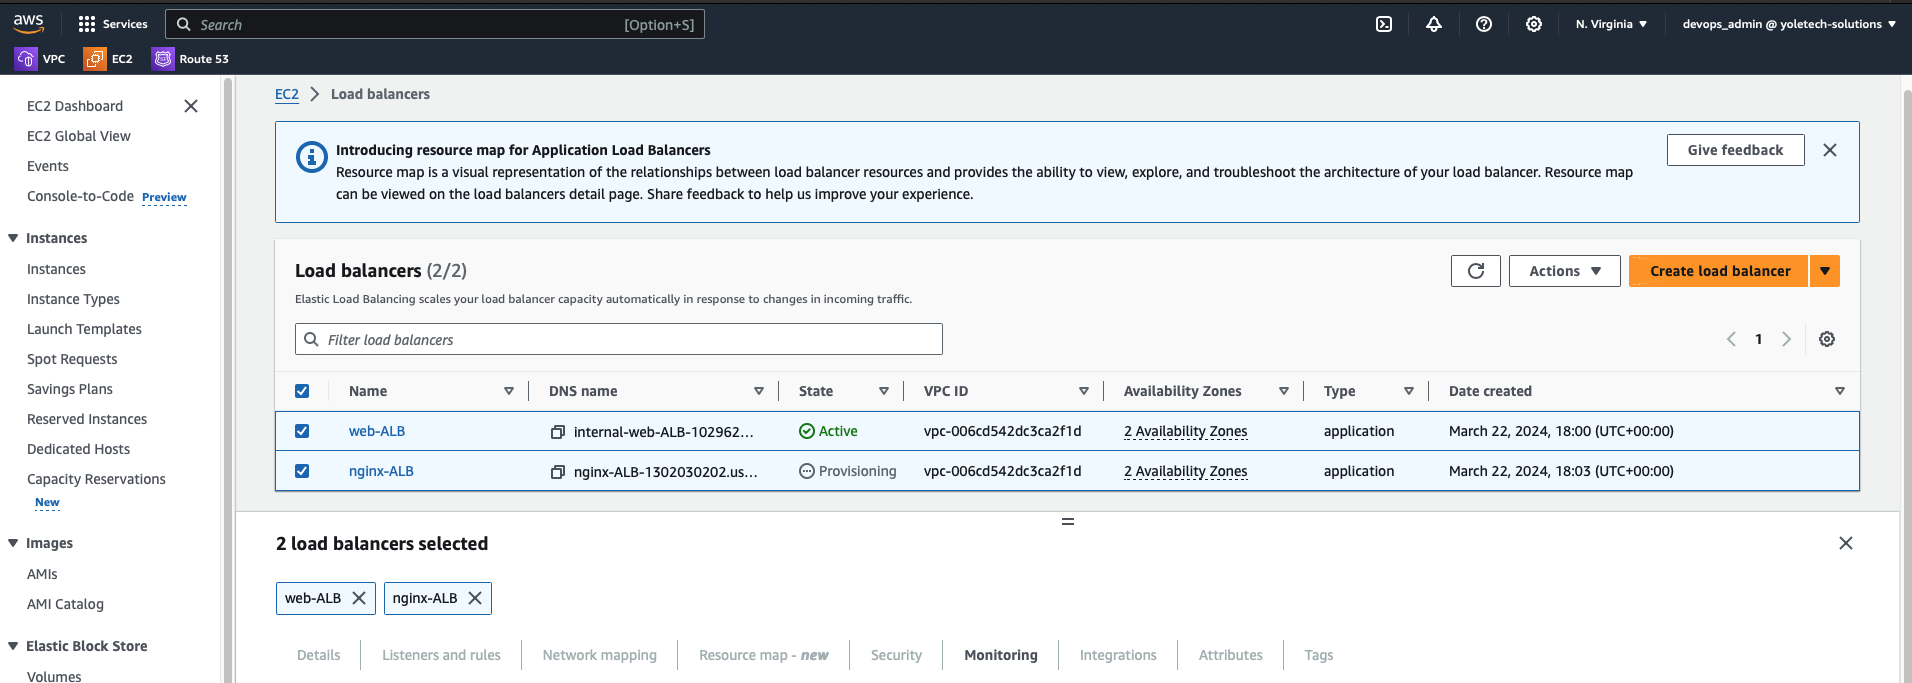 aws
Services
Search
[Option+S]
N. Virginia
devops_admin @ yoletech-solutions
VPC
EC2
Route 53
EC2 Dashboard
EC2 Global View
Events
Console-to-Code Preview
Instances
Instances
Instance Types
Launch Templates
Spot Requests
Savings Plans
Reserved Instances
Dedicated Hosts
Capacity Reservations
New
Images
AMIs
AMI Catalog
Elastic Block Store
Volumes
EC2 > Load balancers
Introducing resource map for Application Load Balancers
Resource map is a visual representation of the relationships between load balancer resources and provides the ability to view, explore, and troubleshoot the architecture of your load balancer. Resource map
can be viewed on the load balancers detail page. Share feedback to help us improve your experience.
Give feedback
Load balancers (2/2)
Elastic Load Balancing scales your load balancer capacity automatically in response to changes in incoming traffic.
Actions
Create load balancer
Filter load balancers
1
Name DNS name State VPC ID Availability Zones Type Date created
web-ALB internal-web-ALB-102962... Active vpc-006cd542dc3ca2f1d 2 Availability Zones application March 22, 2024, 18:00 (UTC+00:00)
nginx-ALB nginx-ALB-1302030202.us... Provisioning vpc-006cd542dc3ca2f1d 2 Availability Zones application March 22, 2024, 18:03 (UTC+00:00)
2 load balancers selected
web-ALB
nginx-ALB
Details Listeners and rules Network mapping Resource map - new Security Monitoring Integrations Attributes Tags